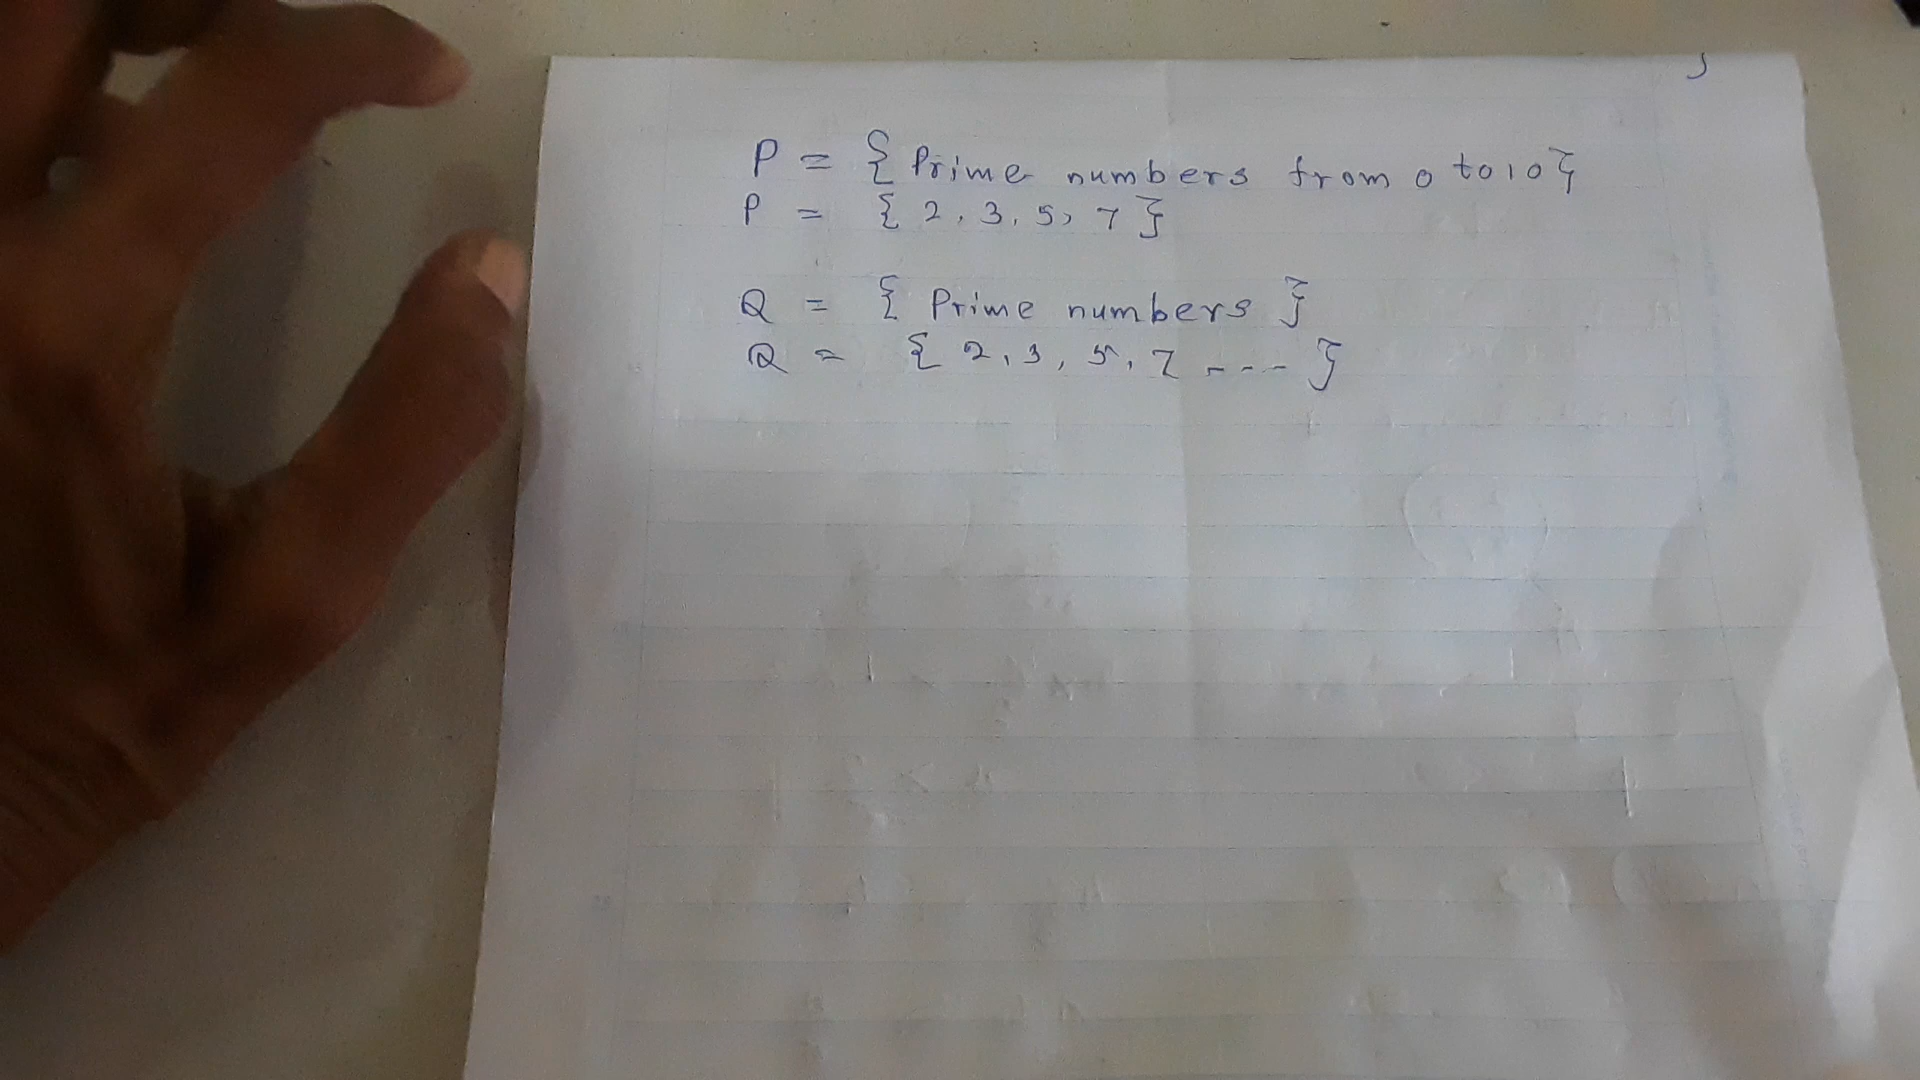 P = { Prime numbers from 0 to 10 }
P = { 2, 3, 5, 7 }
Q = { Prime numbers }
Q = { 2, 3, 5, 7 ---- }